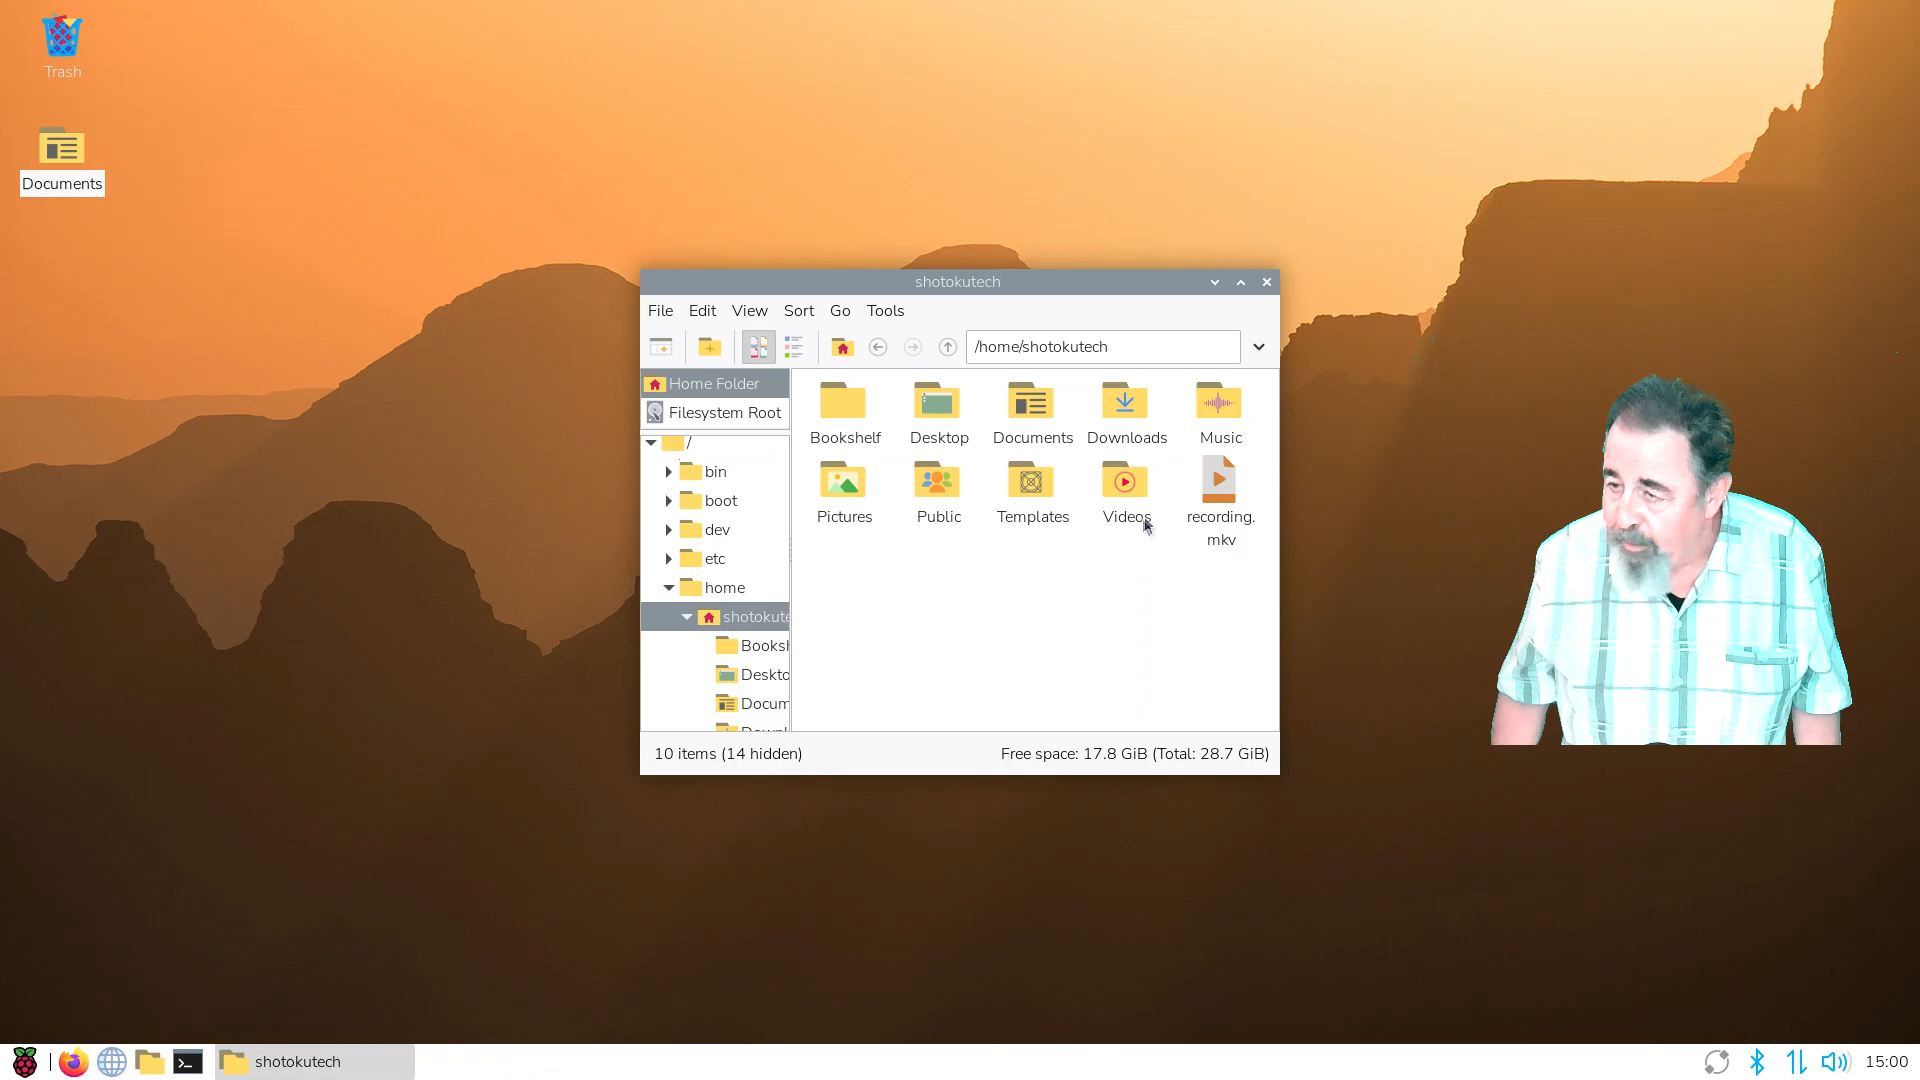 Trash
Documents
shotokutech
File Edit View Sort Go Tools
/home/shotokutech
Home Folder
Filesystem Root
/
bin
boot
dev
etc
home
shotokute
Booksh
Deskto
Docum
Bookshelf Desktop Documents Downloads Music
Pictures Public Templates Videos recording.
mkv
10 items (14 hidden) Free space: 17.8 GiB (Total: 28.7 GiB)
shotokutech 15:00